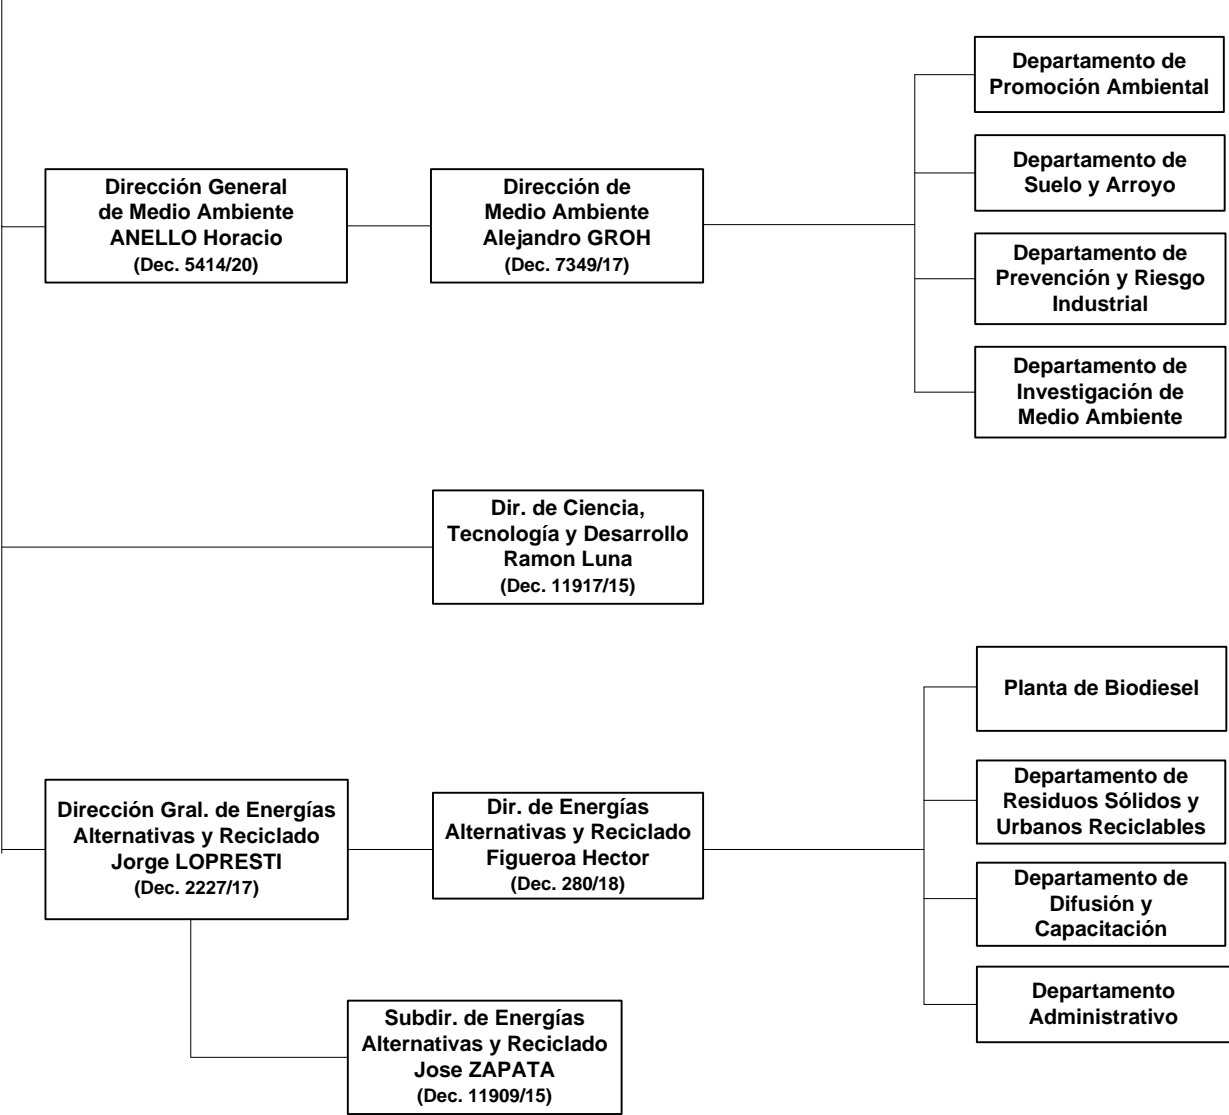 Departamento de
Promoción Ambiental
Departamento de
Suelo y Arroyo
Dirección General
de Medio Ambiente
ANELLO Horacio
(Dec. 5414/20)
Dirección de
Medio Ambiente
Alejandro GROH
(Dec. 7349/17)
Departamento de
Prevención y Riesgo
Industrial
Departamento de
Investigación de
Medio Ambiente
Dir. de Ciencia,
Tecnología y Desarrollo
Ramon Luna
(Dec. 11917/15)
Planta de Biodiesel
Dirección Gral. de Energías
Alternativas y Reciclado
Jorge LOPRESTI
(Dec. 2227/17)
Dir. de Energías
Alternativas y Reciclado
Figueroa Hector
(Dec. 280/18)
Departamento de
Residuos Sólidos y
Urbanos Reciclables
Departamento de
Difusión y
Capacitación
Departamento
Administrativo
Subdir. de Energías
Alternativas y Reciclado
Jose ZAPATA
(Dec. 11909/15)